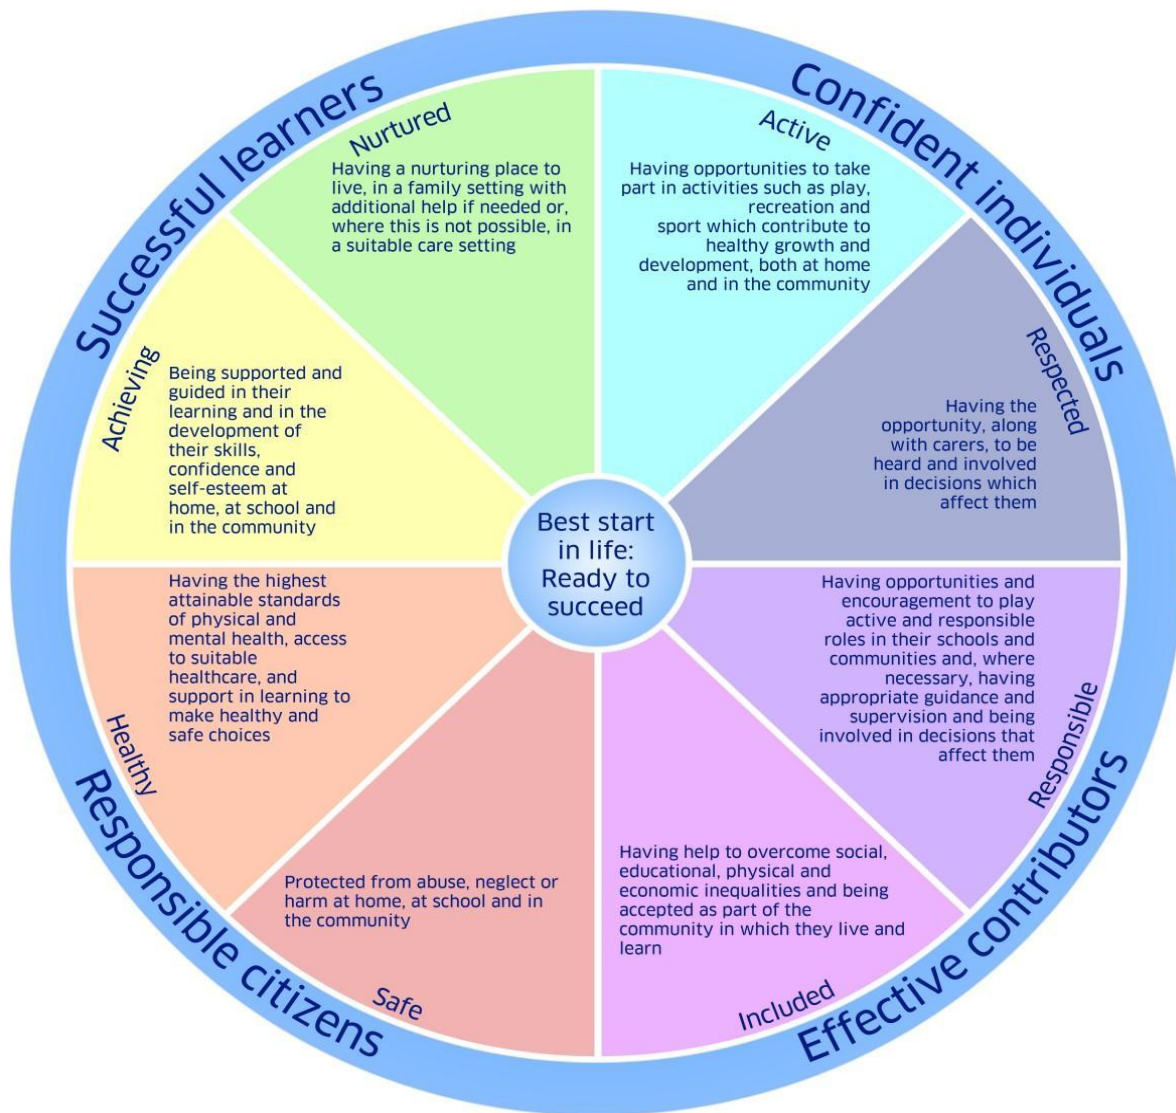 Successful learners
Confident individuals
Nurtured
Having a nurturing place to
live, in a family setting with
additional help if needed or,
where this is not possible, in
a suitable care setting
Active
Having opportunities to take
part in activities such as play,
recreation and
sport which contribute to
healthy growth and
development, both at home
and in the community
Achieving
Being supported and
guided in their
learning and in the
development of
their skills,
confidence and
self-esteem at
home, at school and
in the community
Respected
Having the
opportunity, along
with carers, to be
heard and involved
in decisions which
affect them
Best start
in life:
Ready to
succeed
Healthy
Having the highest
attainable standards
of physical and
mental health, access
to suitable
healthcare, and
support in learning to
make healthy and
safe choices
Responsible
Having opportunities and
encouragement to play
active and responsible
roles in their schools and
communities and, where
necessary, having
appropriate guidance and
supervision and being
involved in decisions that
affect them
Safe
Protected from abuse, neglect or
harm at home, at school and in
the community
Included
Having help to overcome social,
educational, physical and
economic inequalities and being
accepted as part of the
community in which they live and
learn
Responsible citizens
Effective contributors